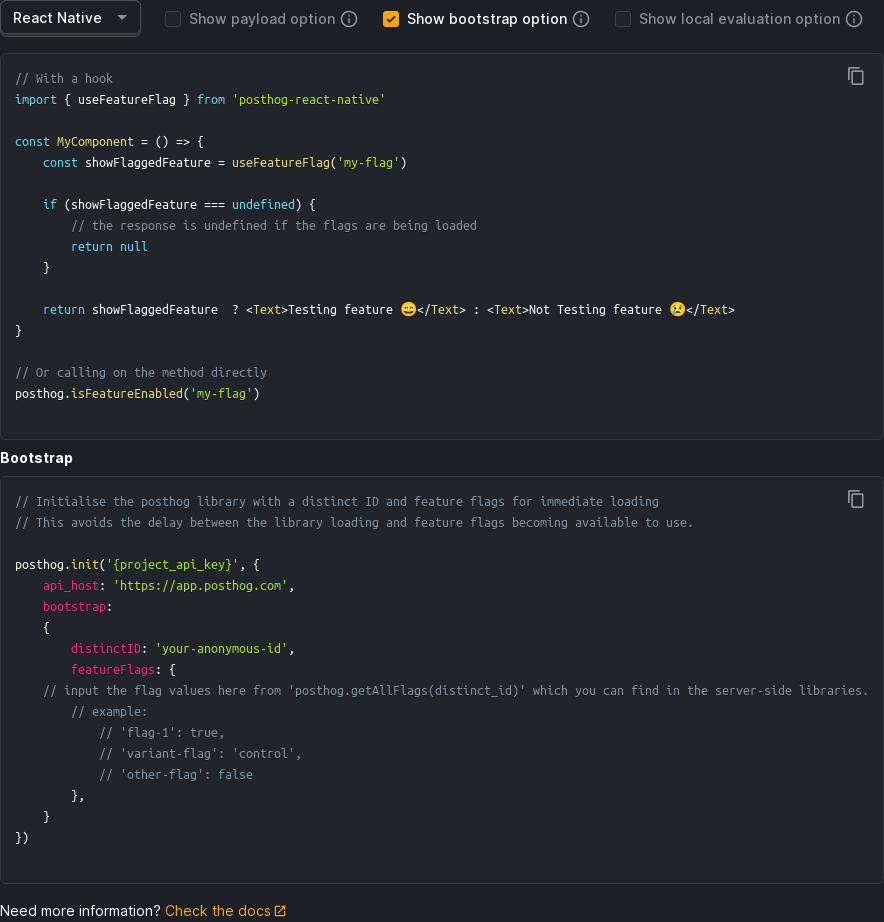 React Native Show payload option Show bootstrap option Show local evaluation option
// With a hook
import { useFeatureFlag } from 'posthog-react-native'
const MyComponent = () => {
    const showFlaggedFeature = useFeatureFlag('my-flag')
    if (showFlaggedFeature === undefined) {
        // the response is undefined if the flags are being loaded
        return null
    }
    return showFlaggedFeature  ? <Text>Testing feature 😄</Text> : <Text>Not Testing feature 😢</Text>
}
// Or calling on the method directly
posthog.isFeatureEnabled('my-flag')
Bootstrap
// Initialise the posthog library with a distinct ID and feature flags for immediate loading
// This avoids the delay between the library loading and feature flags becoming available to use.
posthog.init('{project_api_key}', {
    api_host: 'https://app.posthog.com',
    bootstrap:
    {
        distinctID: 'your-anonymous-id',
        featureFlags: {
    // input the flag values here from 'posthog.getAllFlags(distinct_id)' which you can find in the server-side libraries.
        // example:
            // 'flag-1': true,
            // 'variant-flag': 'control',
            // 'other-flag': false
        },
    }
})
Need more information? Check the docs